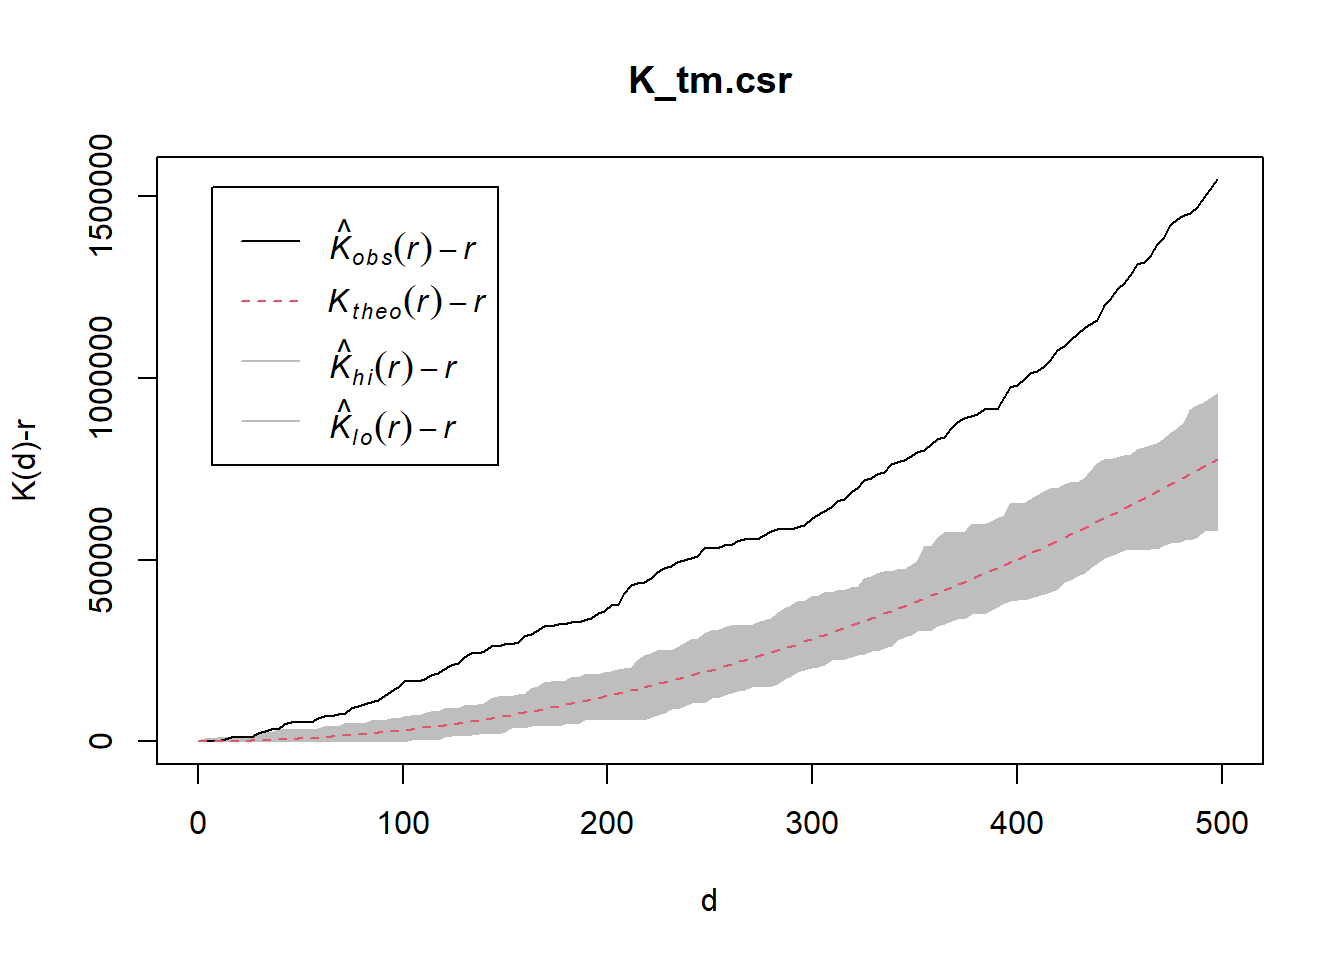 K_tm.csr
K(d)-r
1500000
1000000
500000
0
K̂obs(r) − r
Ktheo(r) − r
K̂hi(r) − r
K̂lo(r) − r
0 100 200 300 400 500
d